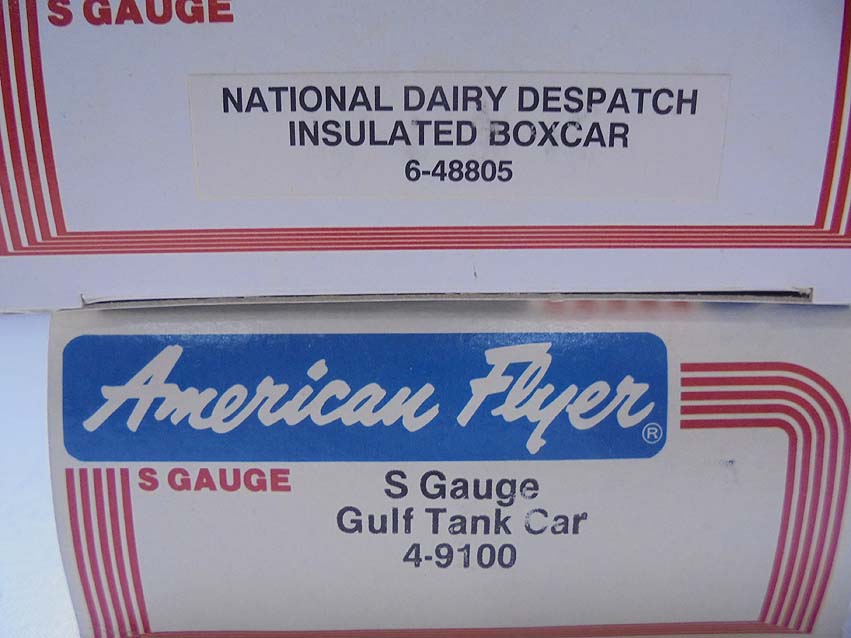 S GAUGE
NATIONAL DAIRY DESPATCH
INSULATED BOXCAR
6-48805
American Flyer®
S GAUGE
S Gauge
Gulf Tank Car
4-9100